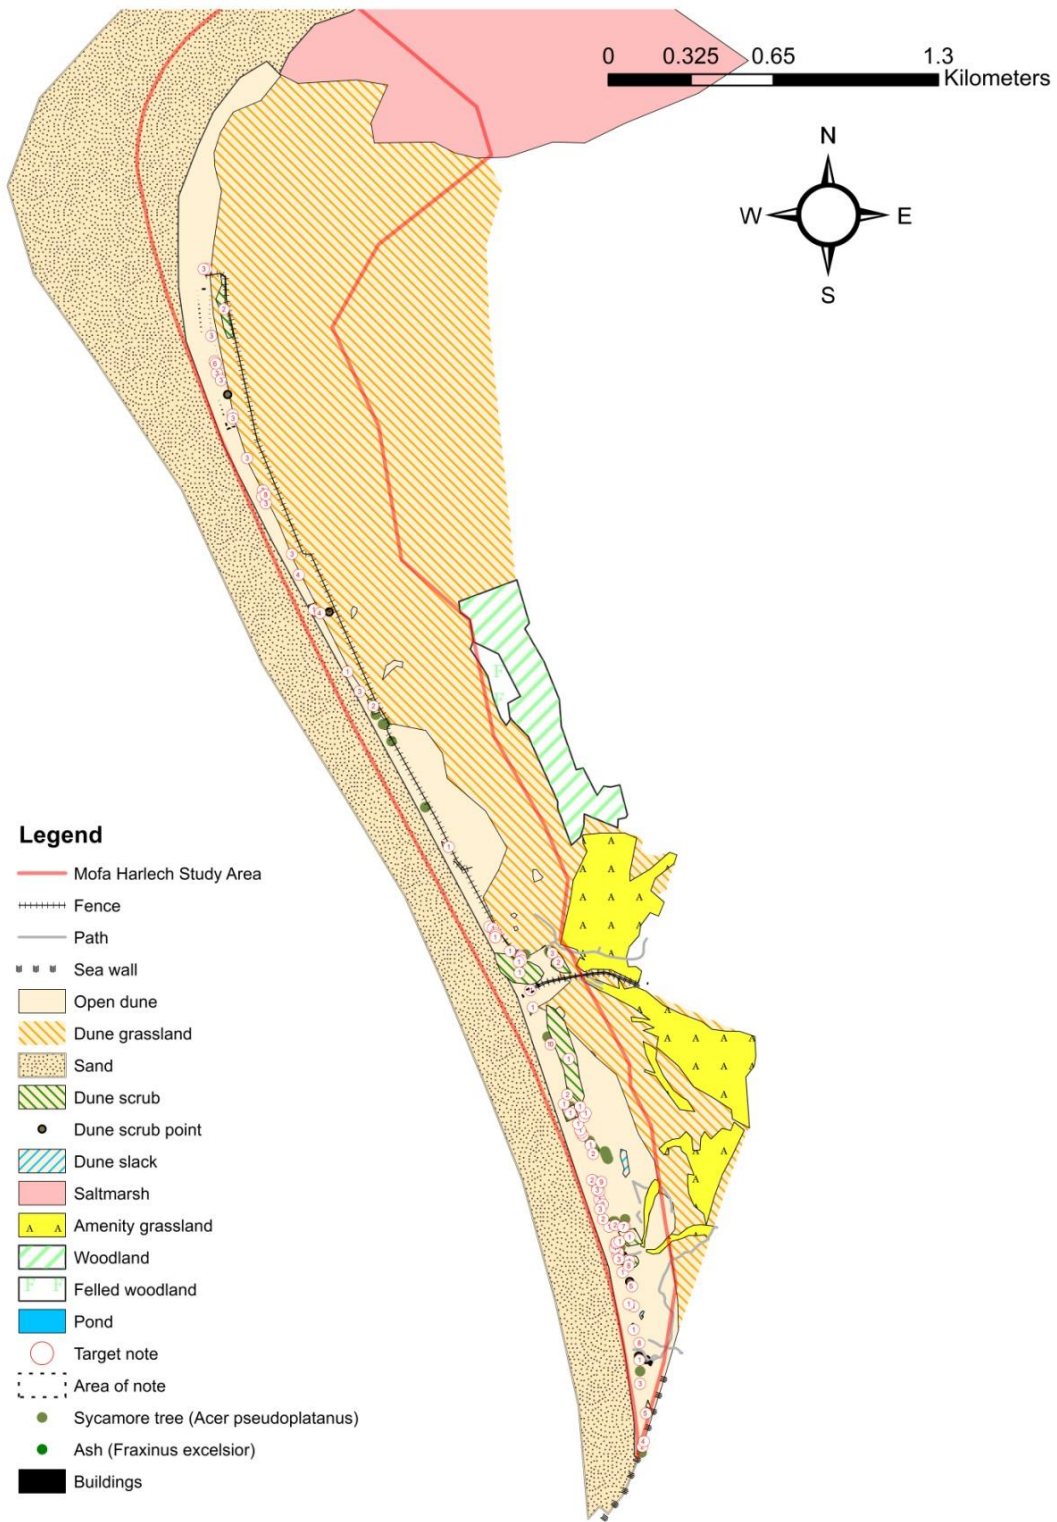 0 0.325 0.65 1.3
Kilometers
N
W E
S
Legend
Mofa Harlech Study Area
Fence
Path
Sea wall
Open dune
Dune grassland
Sand
Dune scrub
Dune scrub point
Dune slack
Saltmarsh
A A Amenity grassland
Woodland
F F Felled woodland
Pond
Target note
Area of note
Sycamore tree (Acer pseudoplatanus)
Ash (Fraxinus excelsior)
Buildings